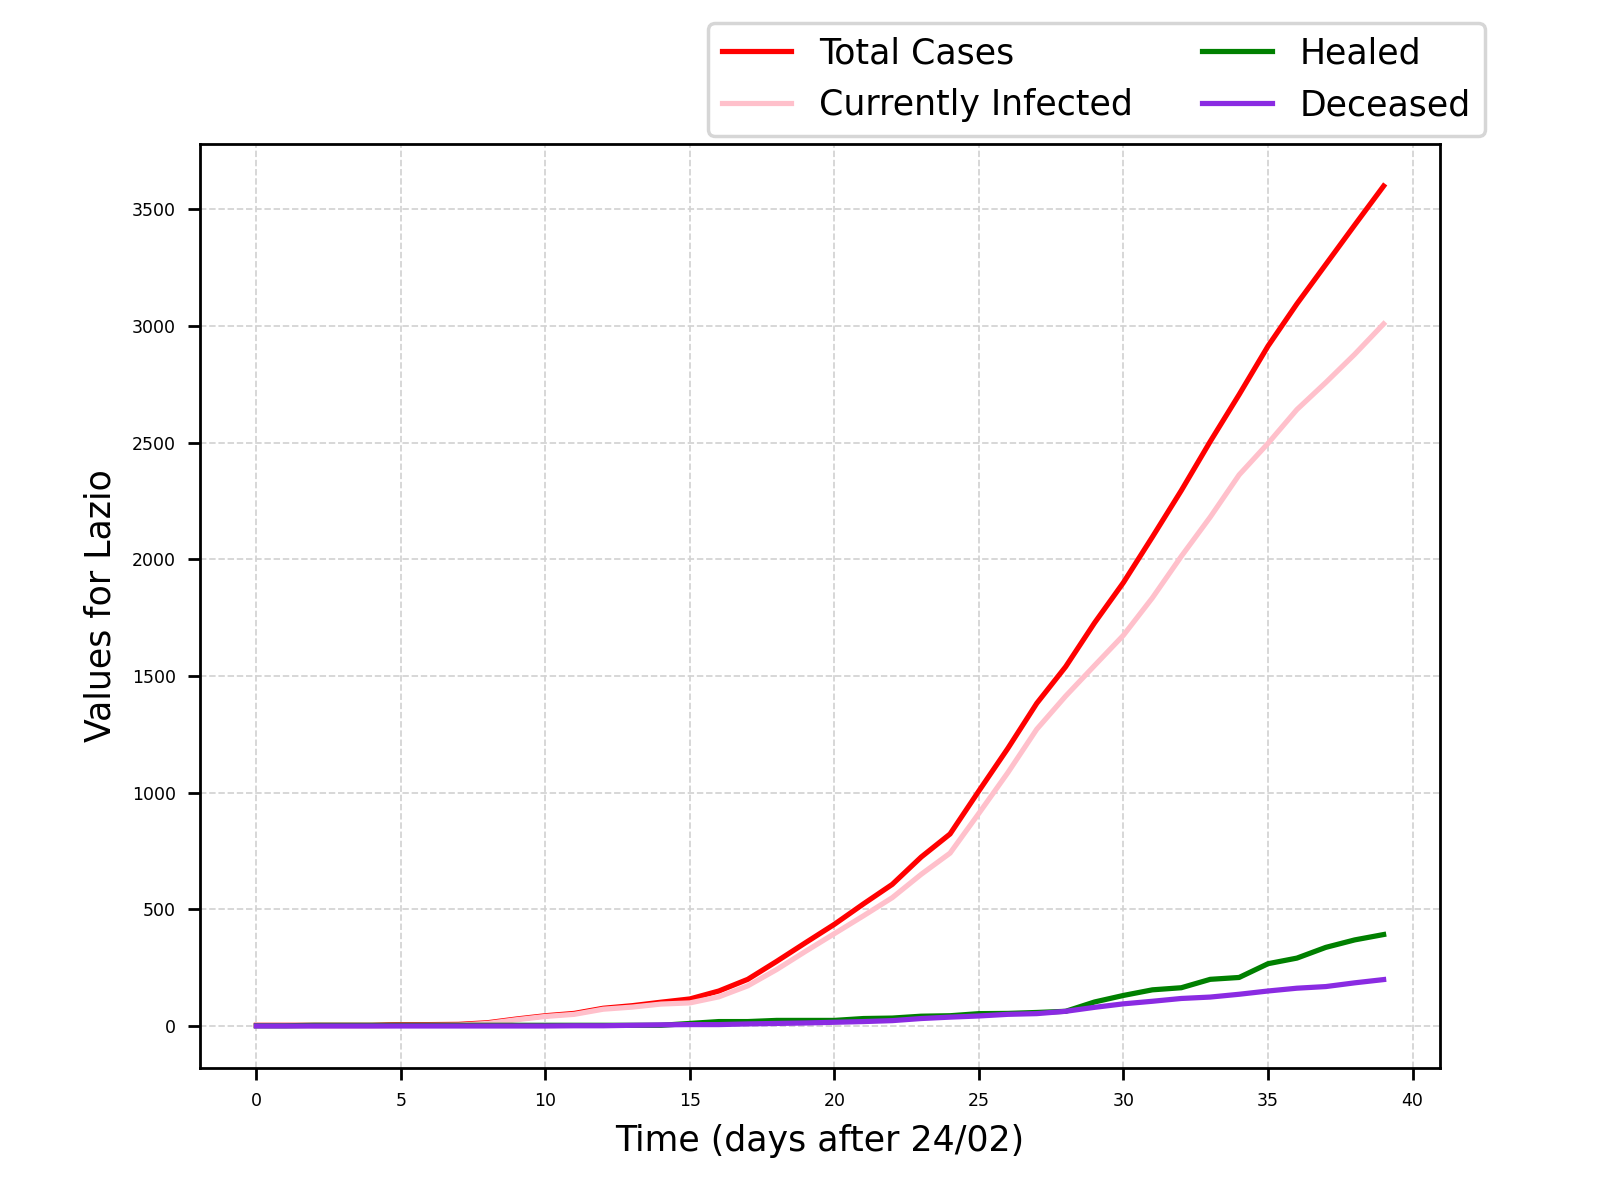 Total Cases
Currently Infected
Healed
Deceased
3500
3000
2500
2000
1500
1000
500
0
Values for Lazio
0 5 10 15 20 25 30 35 40
Time (days after 24/02)